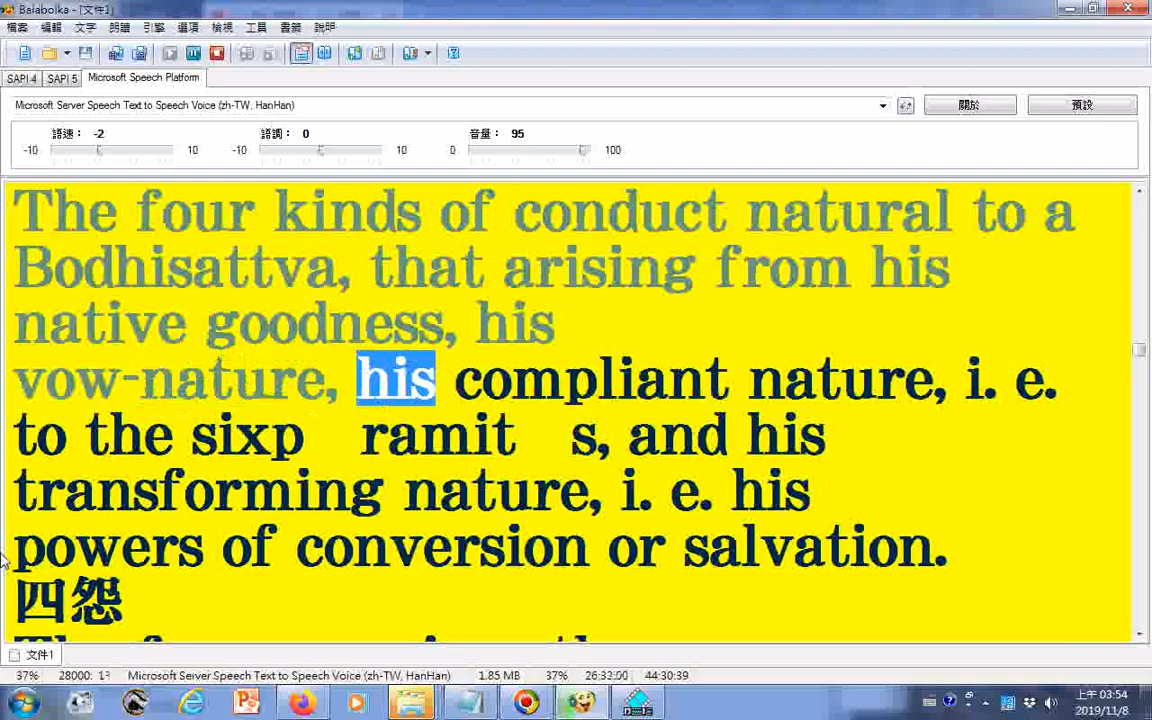 Balabolka - [文件1]
檔案 編輯 文字 朗讀 引擎 選項 檢視 工具 書籤 說明
SAPI 4 SAPI 5 Microsoft Speech Platform
Microsoft Server Speech Text to Speech Voice (zh-TW, HanHan) 關於 預設
語速： -2 語調： 0 音量： 95
-10 10 -10 10 0 100
The four kinds of conduct natural to a
Bodhisattva, that arising from his
native goodness, his
vow-nature, his compliant nature, i. e.
to the sixp ramit s, and his
transforming nature, i. e. his
powers of conversion or salvation.
四怨
文件1
37% 28000: Microsoft Server Speech Text to Speech Voice (zh-TW, HanHan) 1.85 MB 37% 26:32:00 44:30:39
上午 03:54
2019/11/8